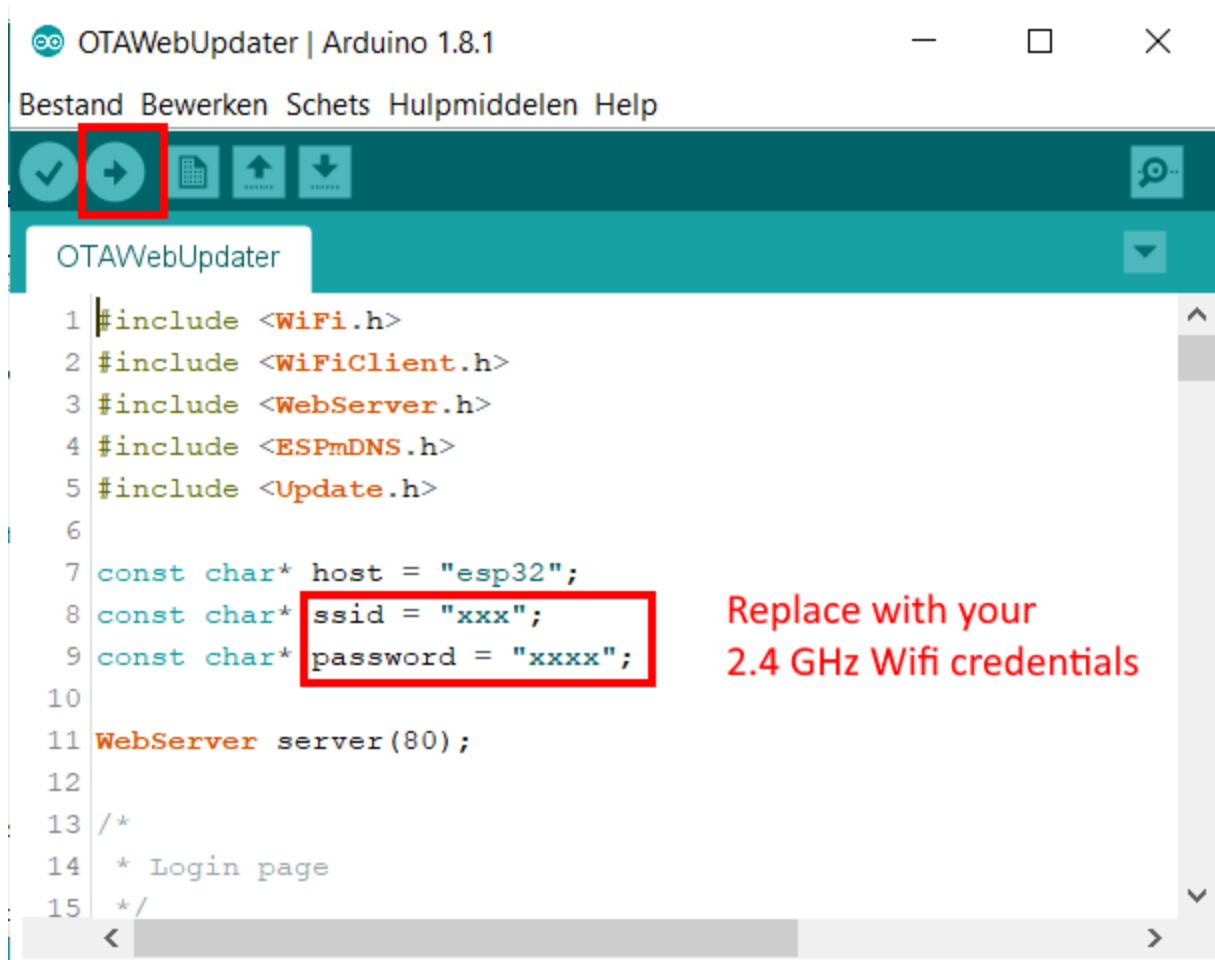 OTAWebUpdater | Arduino 1.8.1
Bestand Bewerken Schets Hulpmiddelen Help
OTAWebUpdater
1 #include <WiFi.h>
2 #include <WiFiClient.h>
3 #include <WebServer.h>
4 #include <ESPmDNS.h>
5 #include <Update.h>
6
7 const char* host = "esp32";
8 const char* ssid = "xxx";
9 const char* password = "xxxx";
Replace with your
2.4 GHz Wifi credentials
10
11 WebServer server(80);
12
13 /*
14  * Login page
15  */